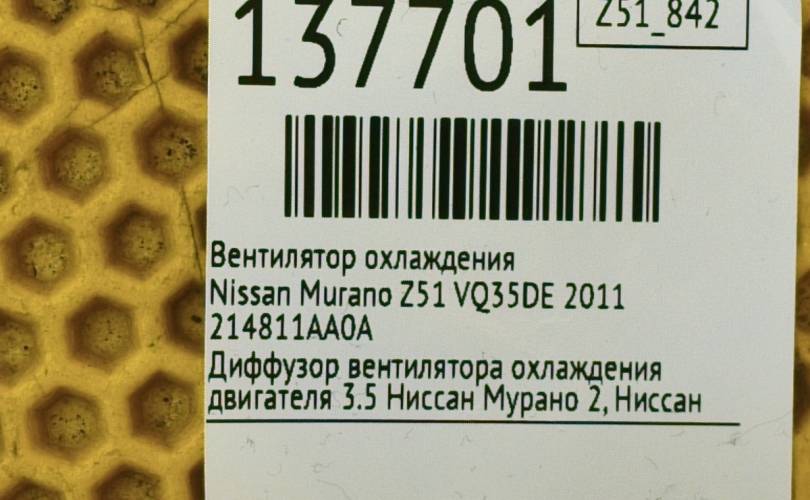 137701
Z51_842
Вентилятор охлаждения
Nissan Murano Z51 VQ35DE 2011
214811AA0A
Диффузор вентилятора охлаждения
двигателя 3.5 Ниссан Мурано 2, Ниссан